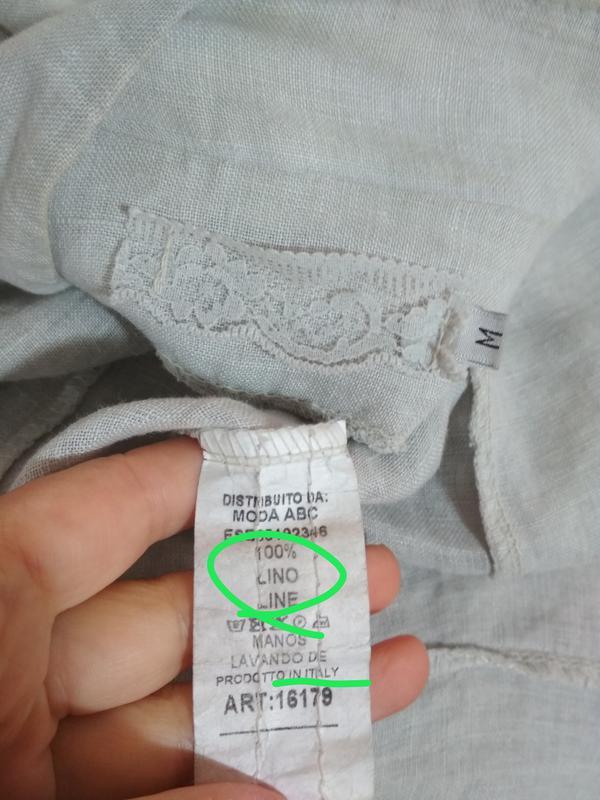 M
DISTRIBUITO DA:
MODA ABC
100%
LINO
LINE
MANOS
LAVANDO DE
PRODOTTO IN ITALY
ART:16179